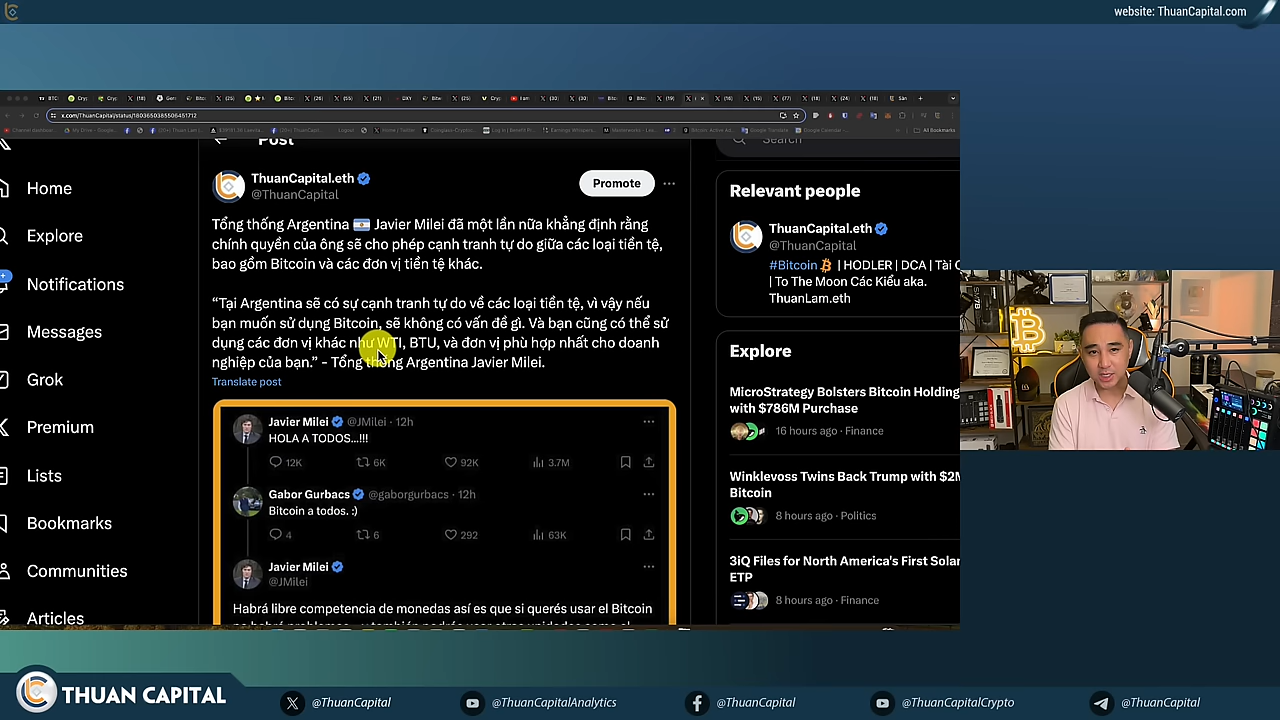 website: ThuanCapital.com
x.com/ThuanCapital/status/1803650385506451712
All Bookmarks
Post
Search
Home
Explore
Notifications
Messages
Grok
Premium
Lists
Bookmarks
Communities
Articles
ThuanCapital.eth
@ThuanCapital
Promote
Tổng thống Argentina 🇦🇷 Javier Milei đã một lần nữa khẳng định rằng
chính quyền của ông sẽ cho phép cạnh tranh tự do giữa các loại tiền tệ,
bao gồm Bitcoin và các đơn vị tiền tệ khác.
“Tại Argentina sẽ có sự cạnh tranh tự do về các loại tiền tệ, vì vậy nếu
bạn muốn sử dụng Bitcoin, sẽ không có vấn đề gì. Và bạn cũng có thể sử
dụng các đơn vị khác như WTI, BTU, và đơn vị phù hợp nhất cho doanh
nghiệp của bạn.” - Tổng thống Argentina Javier Milei.
Translate post
Javier Milei @JMilei · 12h
HOLA A TODOS...!!!
12K 6K 92K 3.7M
Gabor Gurbacs @gaborgurbacs · 12h
Bitcoin a todos. :)
4 6 292 63K
Javier Milei
@JMilei
Habrá libre competencia de monedas así es que si querés usar el Bitcoin
Relevant people
ThuanCapital.eth
@ThuanCapital
#Bitcoin | HODLER | DCA | Tài C
| To The Moon Các Kiểu aka.
ThuanLam.eth
Explore
MicroStrategy Bolsters Bitcoin Holding
with $786M Purchase
16 hours ago · Finance
Winklevoss Twins Back Trump with $2M
Bitcoin
8 hours ago · Politics
3iQ Files for North America's First Solar
ETP
8 hours ago · Finance
THUAN CAPITAL
@ThuanCapital
@ThuanCapitalAnalytics
@ThuanCapital
@ThuanCapitalCrypto
@ThuanCapital